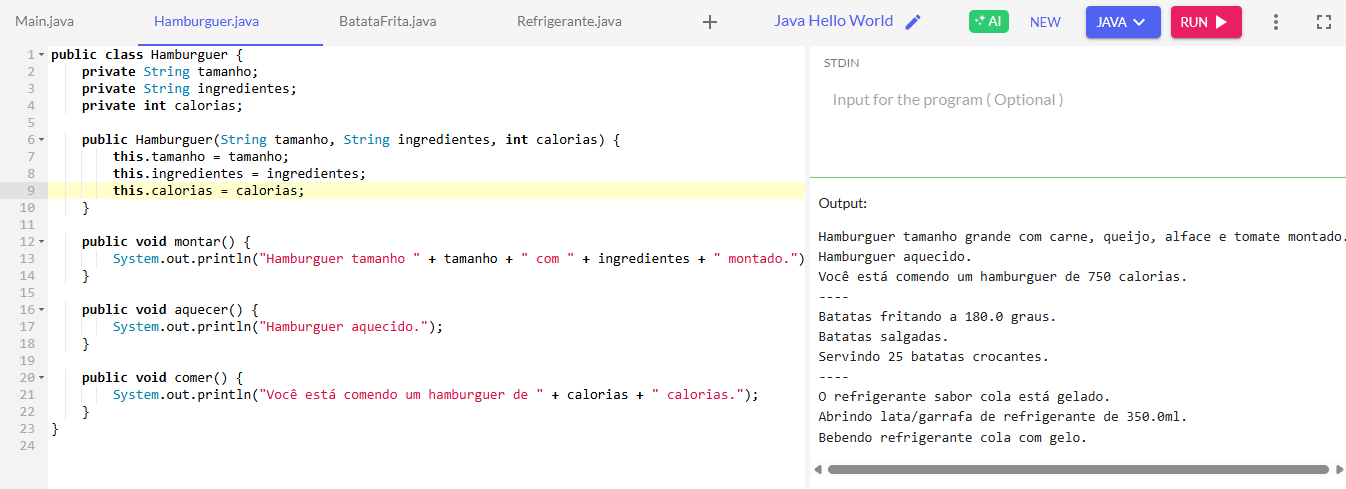 Main.java Hamburguer.java BatataFrita.java Refrigerante.java + Java Hello World AI NEW JAVA RUN
1 public class Hamburguer {
2 private String tamanho;
3 private String ingredientes;
4 private int calorias;
5
6 public Hamburguer(String tamanho, String ingredientes, int calorias) {
7 this.tamanho = tamanho;
8 this.ingredientes = ingredientes;
9 this.calorias = calorias;
10 }
11
12 public void montar() {
13 System.out.println("Hamburguer tamanho " + tamanho + " com " + ingredientes + " montado.")
14 }
15
16 public void aquecer() {
17 System.out.println("Hamburguer aquecido.");
18 }
19
20 public void comer() {
21 System.out.println("Você está comendo um hamburguer de " + calorias + " calorias.");
22 }
23 }
24
STDIN
Input for the program ( Optional )
Output:
Hamburguer tamanho grande com carne, queijo, alface e tomate montado.
Hamburguer aquecido.
Você está comendo um hamburguer de 750 calorias.
----
Batatas fritando a 180.0 graus.
Batatas salgadas.
Servindo 25 batatas crocantes.
----
O refrigerante sabor cola está gelado.
Abrindo lata/garrafa de refrigerante de 350.0ml.
Bebendo refrigerante cola com gelo.